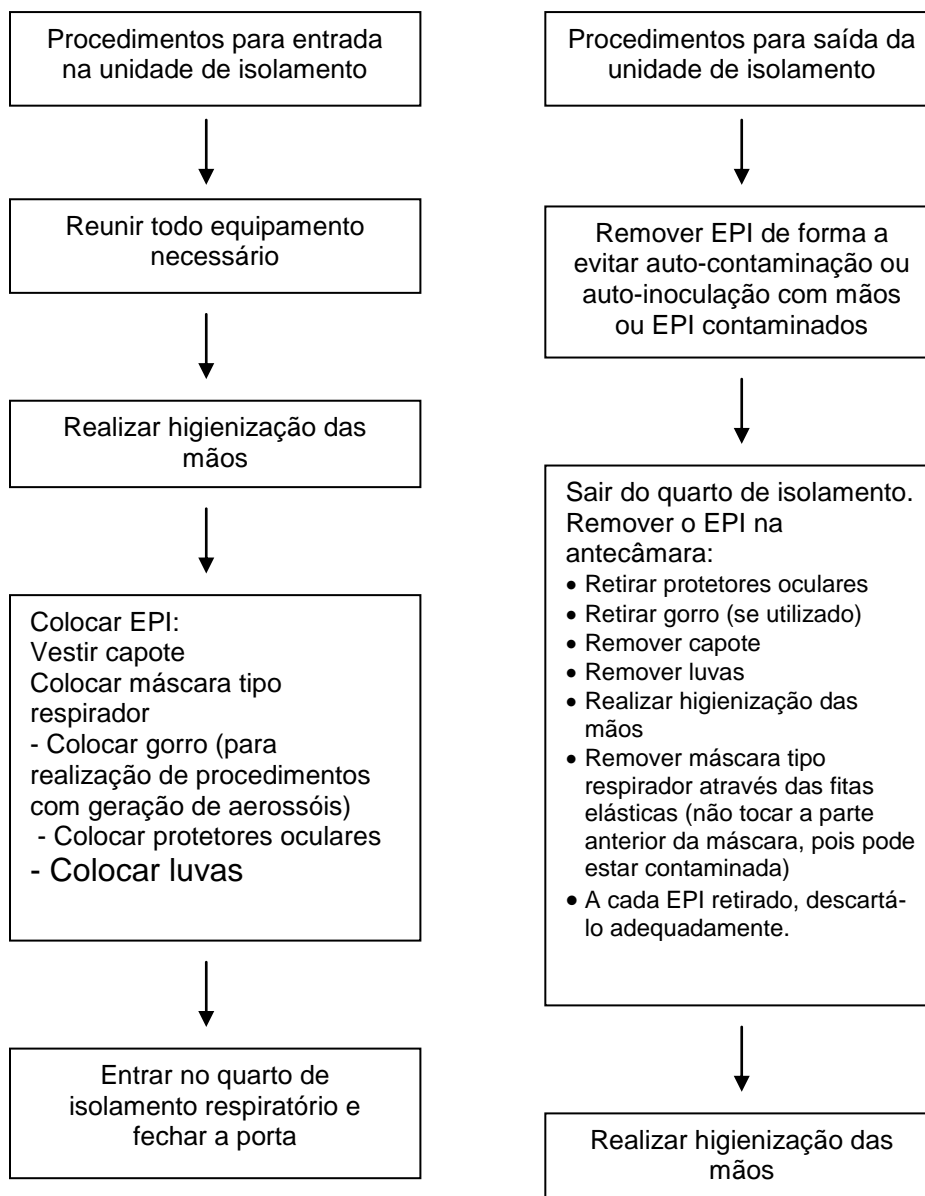 Procedimentos para entrada
na unidade de isolamento
Reunir todo equipamento
necessário
Realizar higienização das
mãos
Colocar EPI:
Vestir capote
Colocar máscara tipo
respirador
- Colocar gorro (para
realização de procedimentos
com geração de aerossóis)
- Colocar protetores oculares
- Colocar luvas
Entrar no quarto de
isolamento respiratório e
fechar a porta
Procedimentos para saída da
unidade de isolamento
Remover EPI de forma a
evitar auto-contaminação ou
auto-inoculação com mãos
ou EPI contaminados
Sair do quarto de isolamento.
Remover o EPI na
antecâmara:
• Retirar protetores oculares
• Retirar gorro (se utilizado)
• Remover capote
• Remover luvas
• Realizar higienização das
mãos
• Remover máscara tipo
respirador através das fitas
elásticas (não tocar a parte
anterior da máscara, pois pode
estar contaminada)
• A cada EPI retirado, descartá-
lo adequadamente.
Realizar higienização das
mãos